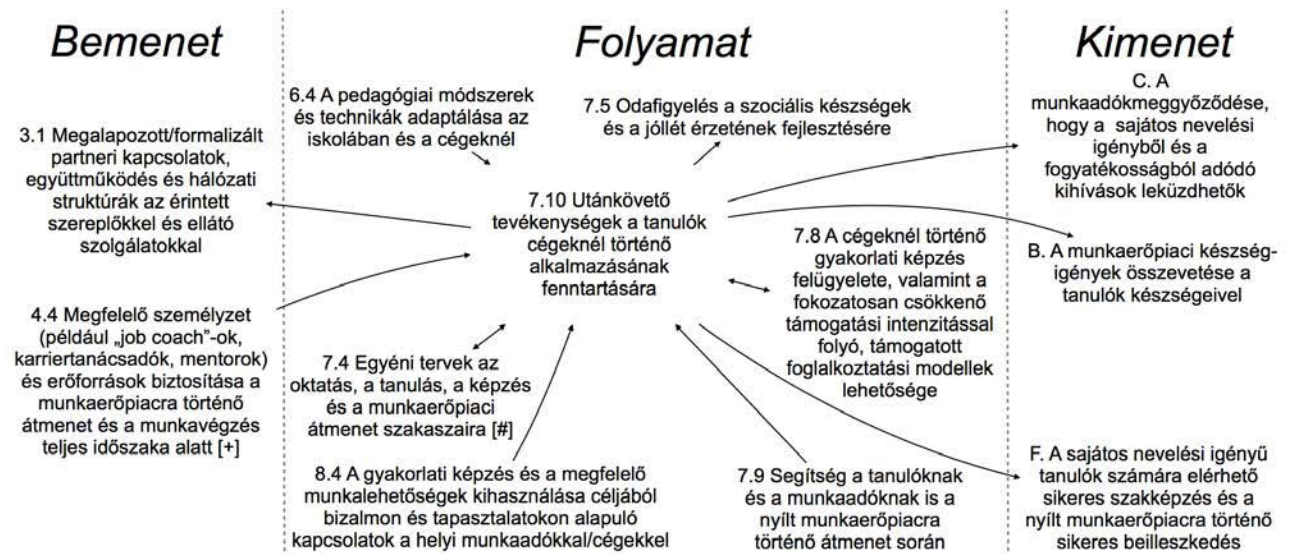 Bemenet
3.1 Megalapozott/formalizált
partneri kapcsolatok,
együttműködés és hálózati
struktúrák az érintett
szereplőkkel és ellátó
szolgálatokkal
4.4 Megfelelő személyzet
(például „job coach”-ok,
karriertanácsadók, mentorok)
és erőforrások biztosítása a
munkaerőpiacra történő
átmenet és a munkavégzés
teljes időszaka alatt [+]
Folyamat
6.4 A pedagógiai módszerek
és technikák adaptálása az
iskolában és a cégeknél
7.5 Odafigyelés a szociális készségek
és a jóllét érzetének fejlesztésére
7.10 Utánkövető
tevékenységek a tanulók
cégeknél történő
alkalmazásának
fenntartására
7.8 A cégeknél történő
gyakorlati képzés
felügyelete, valamint a
fokozatosan csökkenő
támogatási intenzitással
folyó, támogatott
foglalkoztatási modellek
lehetősége
7.4 Egyéni tervek az
oktatás, a tanulás, a képzés
és a munkaerőpiaci
átmenet szakaszaira [#]
8.4 A gyakorlati képzés és a megfelelő
munkalehetőségek kihasználása céljából
bizalmon és tapasztalatokon alapuló
kapcsolatok a helyi munkaadókkal/cégekkel
7.9 Segítség a tanulóknak
és a munkaadóknak is a
nyílt munkaerőpiacra
történő átmenet során
Kimenet
C. A
munkaadókmeggyőződése,
hogy a sajátos nevelési
igényből és a
fogyatékosságból adódó
kihívások leküzdhetők
B. A munkaerőpiaci készség-
igények összevetése a
tanulók készségeivel
F. A sajátos nevelési igényű
tanulók számára elérhető
sikeres szakképzés és a
nyílt munkaerőpiacra történő
sikeres beilleszkedés